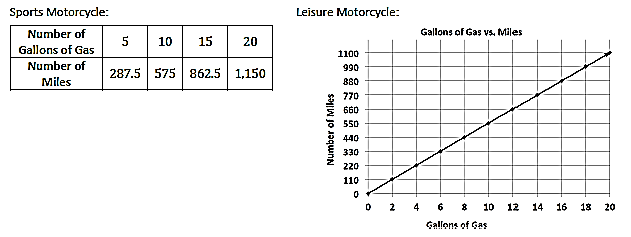 Sports Motorcycle:
Number of Gallons of Gas 5 10 15 20
Number of Miles 287.5 575 862.5 1,150
Leisure Motorcycle:
Gallons of Gas vs. Miles
Number of Miles
1100
990
880
770
660
550
440
330
220
110
0
0 2 4 6 8 10 12 14 16 18 20
Gallons of Gas